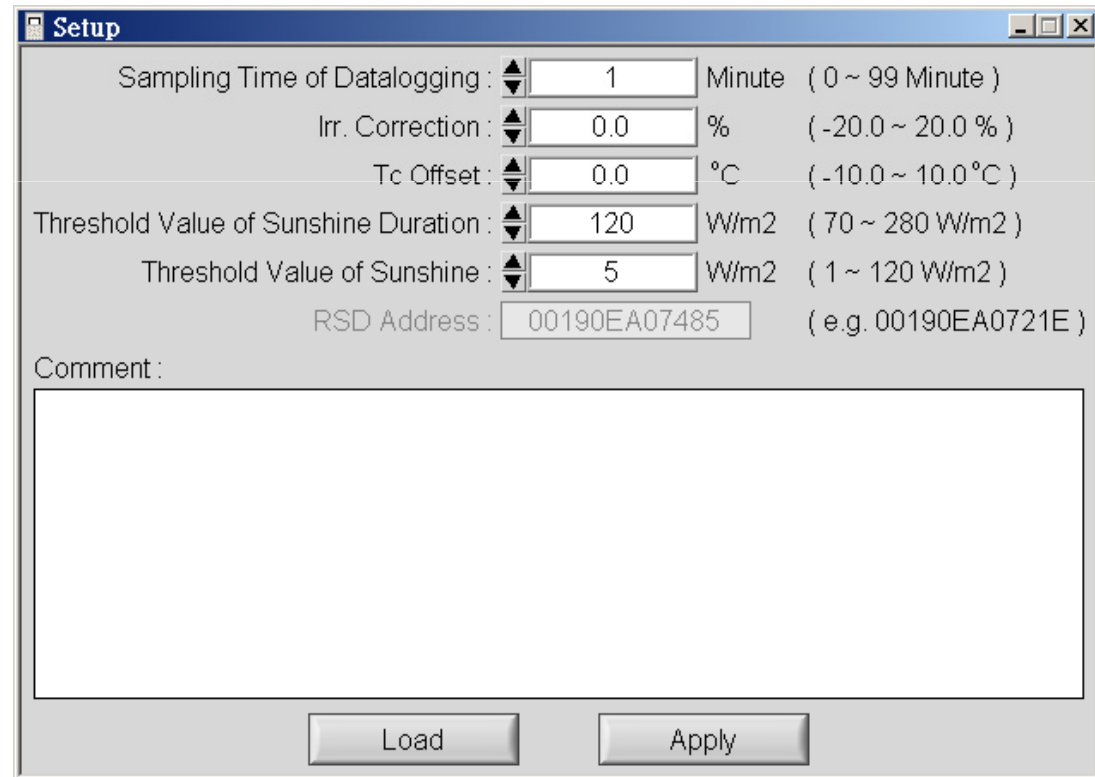 Setup
Sampling Time of Datalogging : 1 Minute ( 0 ~ 99 Minute )
Irr. Correction : 0.0 % ( -20.0 ~ 20.0 % )
Tc Offset : 0.0 °C ( -10.0 ~ 10.0°C )
Threshold Value of Sunshine Duration : 120 W/m2 ( 70 ~ 280 W/m2 )
Threshold Value of Sunshine : 5 W/m2 ( 1 ~ 120 W/m2 )
RSD Address : 00190EA07485 ( e.g. 00190EA0721E )
Comment :
Load Apply